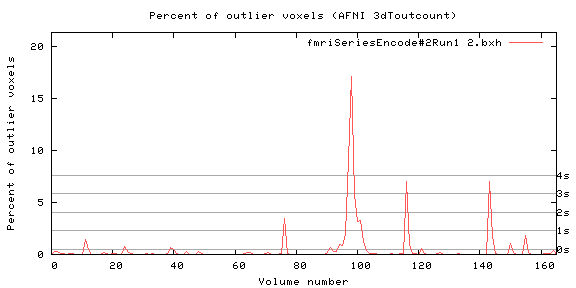 Percent of outlier voxels (AFNI 3dToutcount)
fmriSeriesEncode#2Run1 2.bxh
Percent of outlier voxels
20
15
10
5
0
4s
3s
2s
1s
0s
0 20 40 60 80 100 120 140 160
Volume number